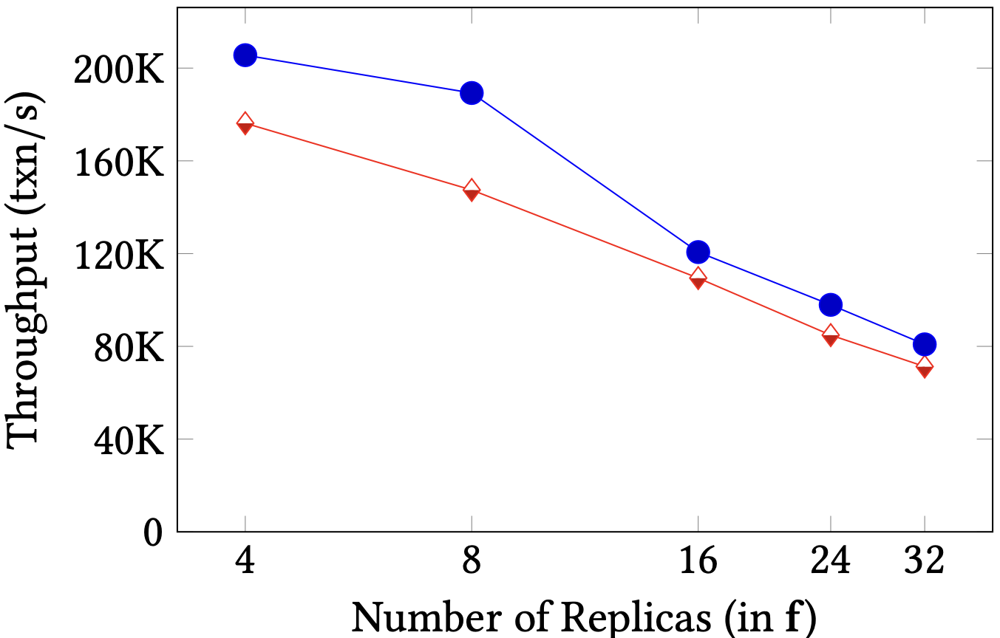 Throughput (txn/s)
200K
160K
120K
80K
40K
0
4 8 16 24 32
Number of Replicas (in f)